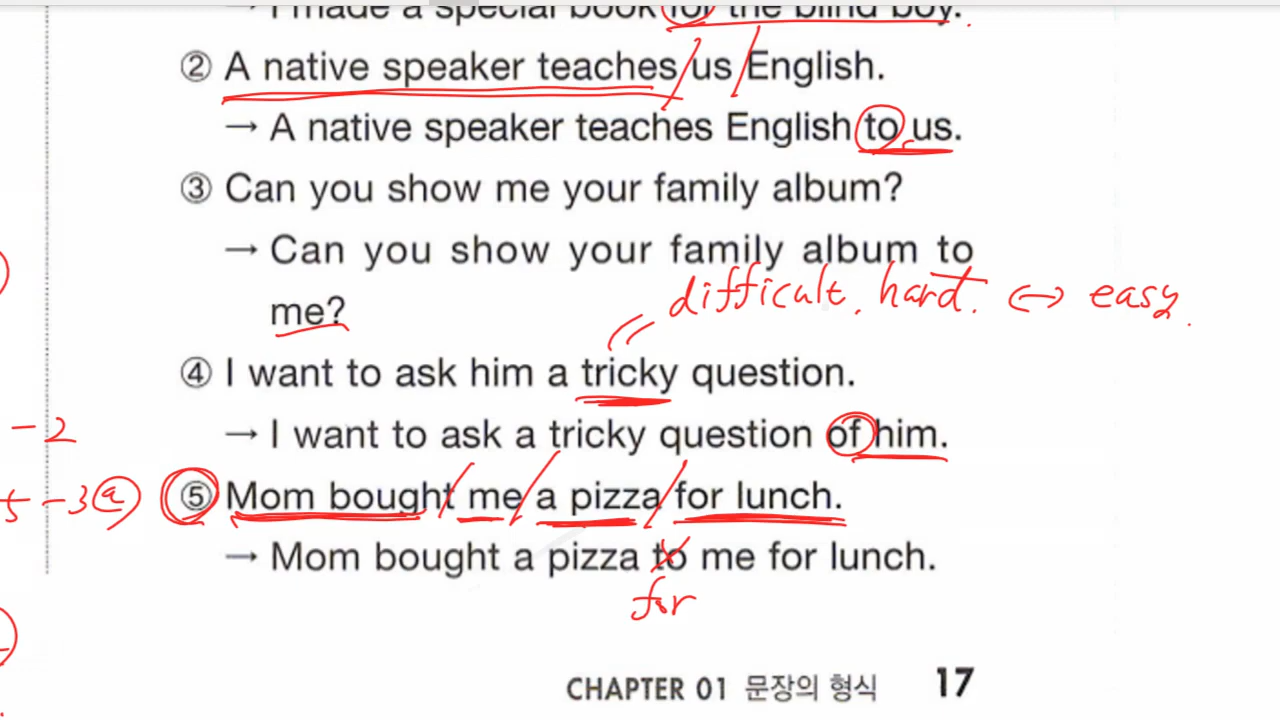 → I made a special book for the blind boy.
② A native speaker teaches us English.
→ A native speaker teaches English to us.
③ Can you show me your family album?
→ Can you show your family album to
me?
difficult. hard. ↔ easy.
④ I want to ask him a tricky question.
→ I want to ask a tricky question of him.
-2
5-3ⓐ
⑤ Mom bought me a pizza for lunch.
→ Mom bought a pizza to me for lunch.
for
CHAPTER 01 문장의 형식 17